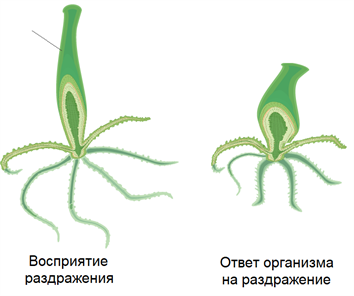 Восприятие
раздражения
Ответ организма
на раздражение